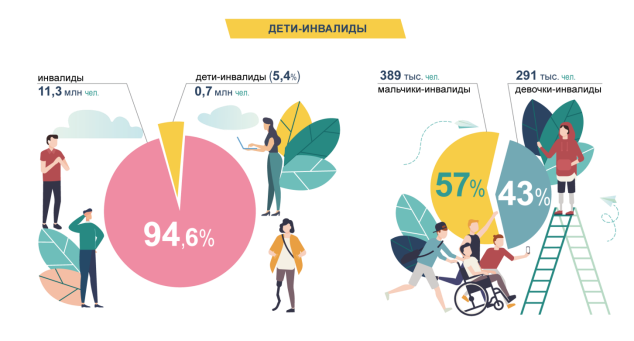 ДЕТИ-ИНВАЛИДЫ
инвалиды
11,3 млн чел.
дети-инвалиды (5,4%)
0,7 млн чел.
94,6%
389 тыс. чел.
мальчики-инвалиды
291 тыс. чел.
девочки-инвалиды
57%
43%